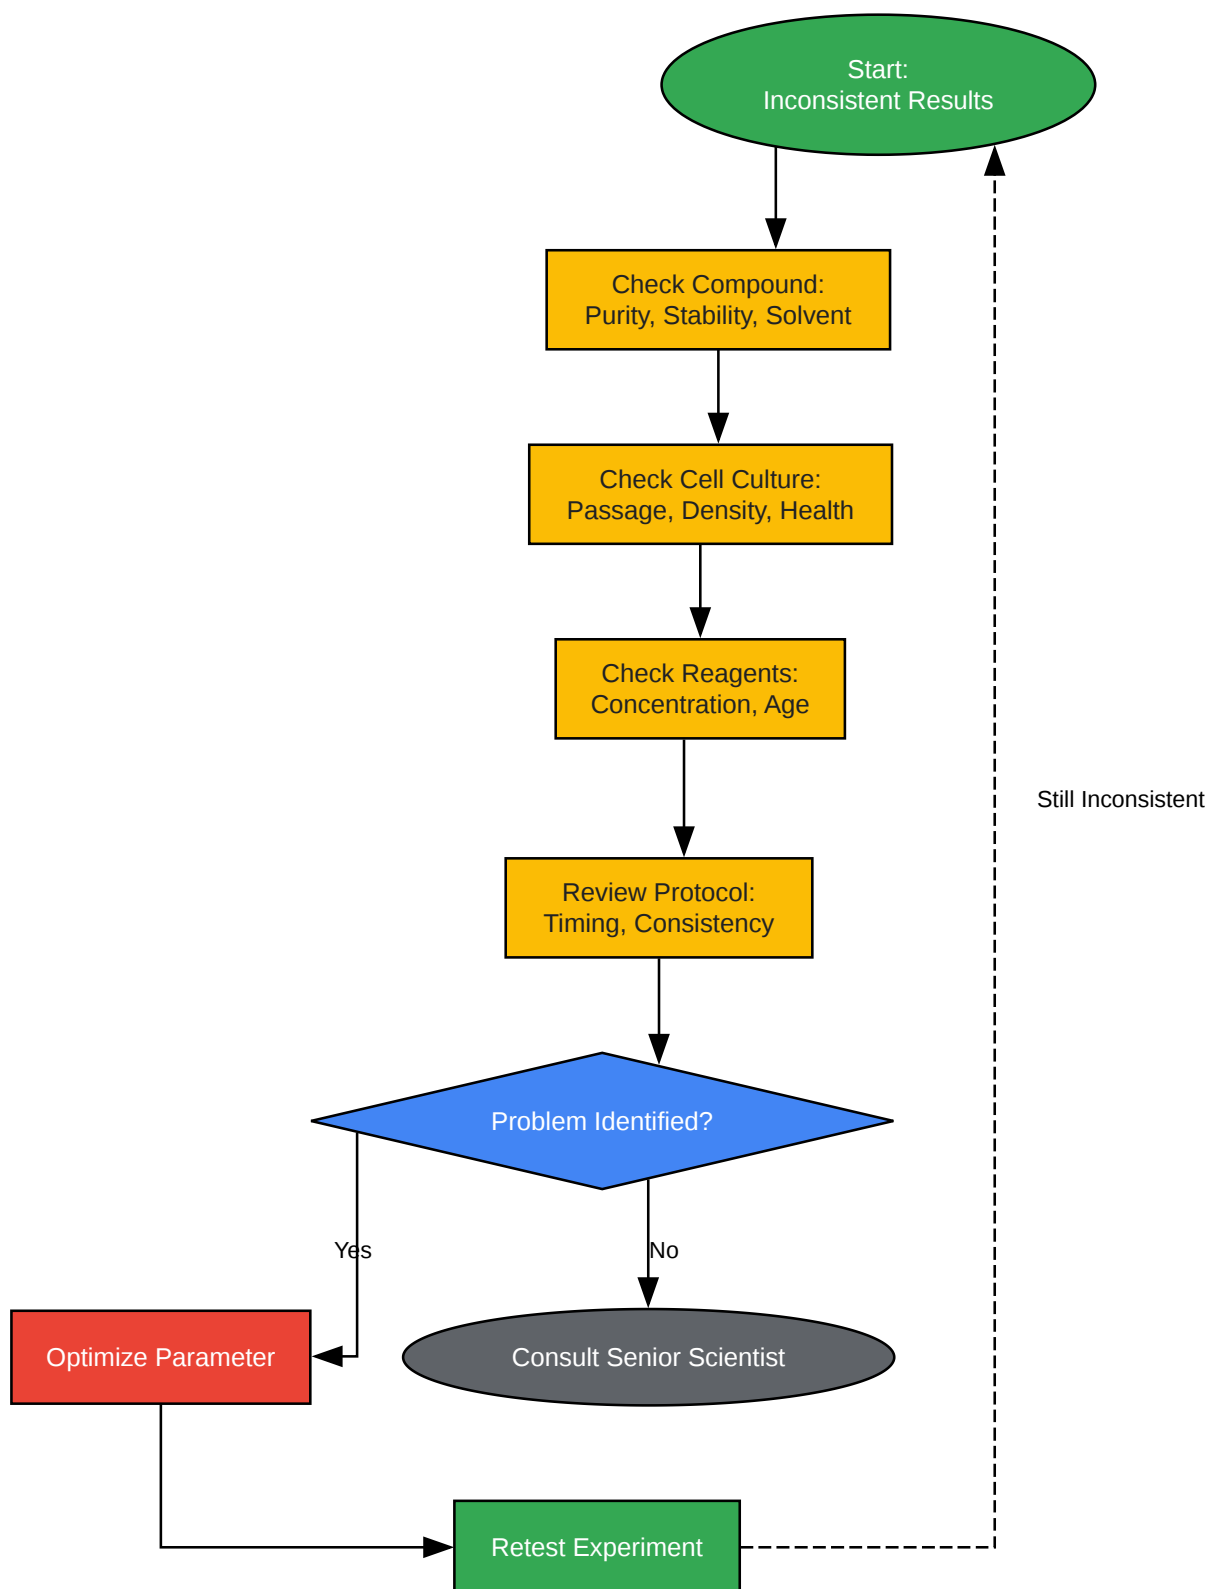 Start:
Inconsistent Results
Check Compound:
Purity, Stability, Solvent
Check Cell Culture:
Passage, Density, Health
Check Reagents:
Concentration, Age
Still Inconsistent
Review Protocol:
Timing, Consistency
Problem Identified?
Yes
No
Optimize Parameter
Consult Senior Scientist
Retest Experiment